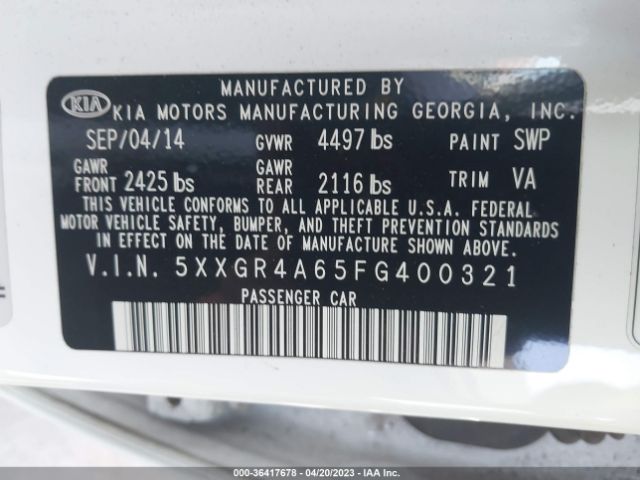 MANUFACTURED BY
KIA KIA MOTORS MANUFACTURING GEORGIA, INC.
SEP/04/14 GVWR 4497 lbs PAINT SWP
GAWR FRONT 2425 lbs GAWR REAR 2116 lbs TRIM VA
THIS VEHICLE CONFORMS TO ALL APPLICABLE U.S.A. FEDERAL
MOTOR VEHICLE SAFETY, BUMPER, AND THEFT PREVENTION STANDARDS
IN EFFECT ON THE DATE OF MANUFACTURE SHOWN ABOVE.
V.I.N. 5XXGR4A65FG400321
PASSENGER CAR
000-36417678 - 04/20/2023 - IAA Inc.